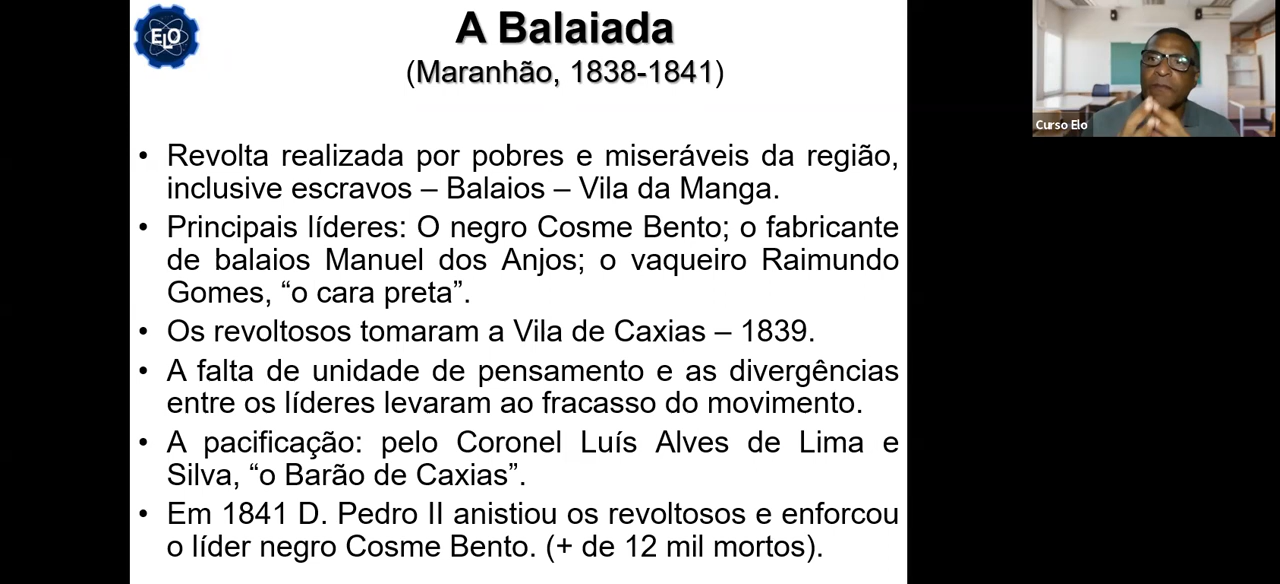 ELO
A Balaiada
(Maranhão, 1838-1841)
Curso Elo
• Revolta realizada por pobres e miseráveis da região,
inclusive escravos – Balaios – Vila da Manga.
• Principais líderes: O negro Cosme Bento; o fabricante
de balaios Manuel dos Anjos; o vaqueiro Raimundo
Gomes, “o cara preta”.
• Os revoltosos tomaram a Vila de Caxias – 1839.
• A falta de unidade de pensamento e as divergências
entre os líderes levaram ao fracasso do movimento.
• A pacificação: pelo Coronel Luís Alves de Lima e
Silva, “o Barão de Caxias”.
• Em 1841 D. Pedro II anistiou os revoltosos e enforcou
o líder negro Cosme Bento. (+ de 12 mil mortos).